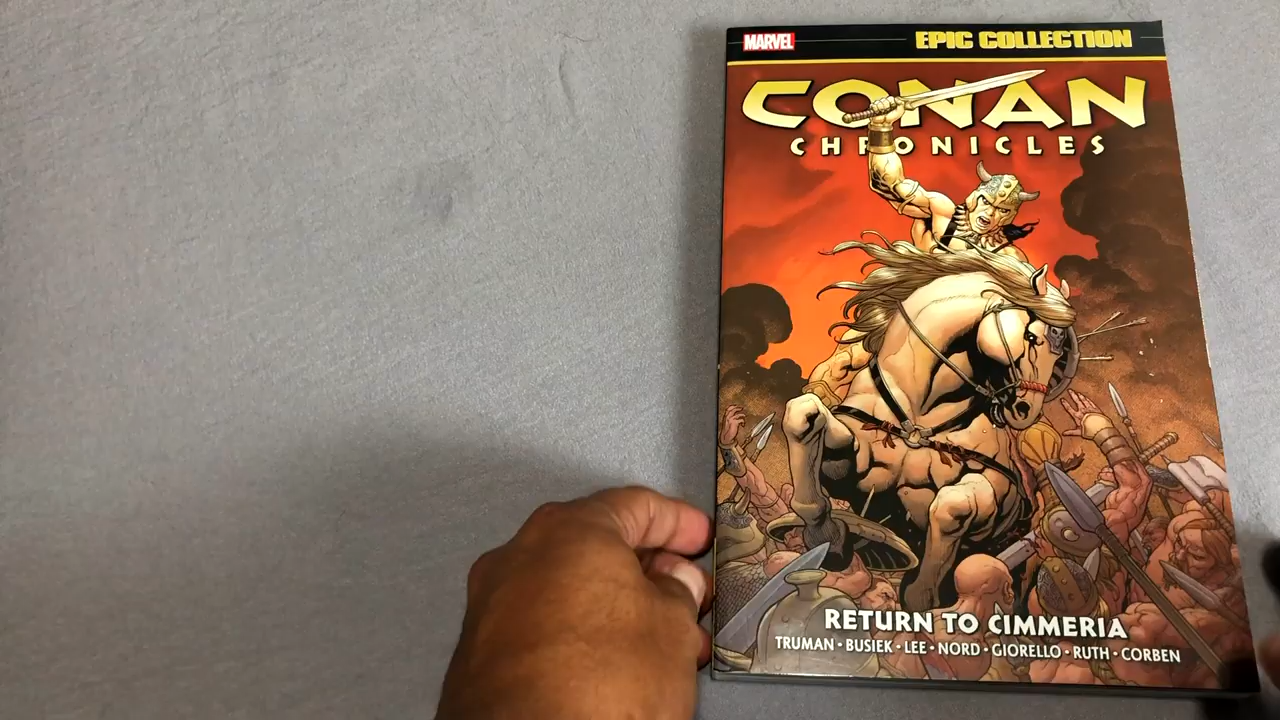 MARVEL
EPIC COLLECTION
CONAN
CHRONICLES
RETURN TO CIMMERIA
TRUMAN • BUSIEK • LEE • NORD • GIORELLO • RUTH • CORBEN